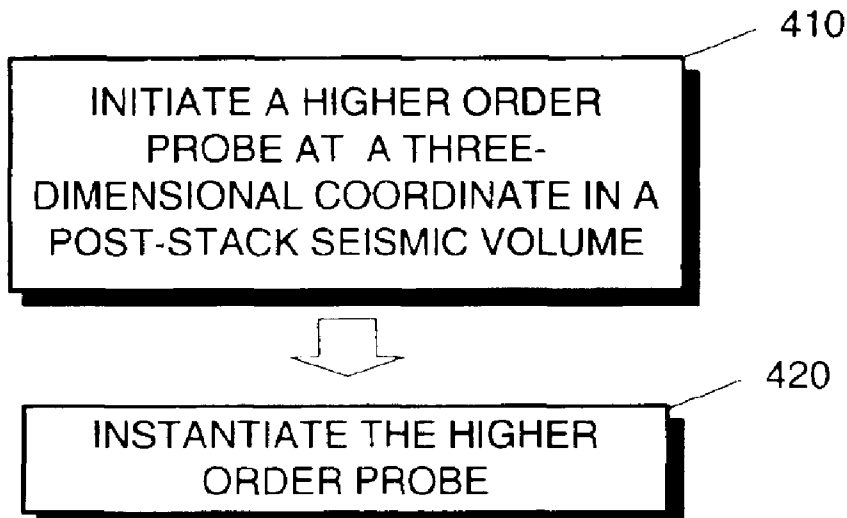 410
INITIATE A HIGHER ORDER
PROBE AT A THREE-
DIMENSIONAL COORDINATE IN A
POST-STACK SEISMIC VOLUME
420
INSTANTIATE THE HIGHER
ORDER PROBE